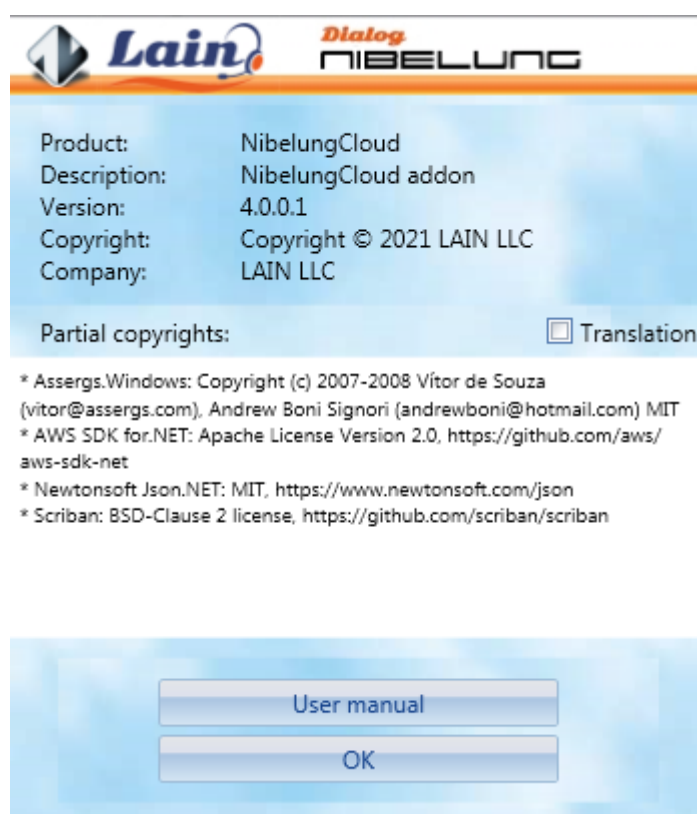 Lain
Dialog
NIBELUNG
Product: NibelungCloud
Description: NibelungCloud addon
Version: 4.0.0.1
Copyright: Copyright © 2021 LAIN LLC
Company: LAIN LLC
Partial copyrights: Translation
* Assergs.Windows: Copyright (c) 2007-2008 Vítor de Souza
(vitor@assergs.com), Andrew Boni Signori (andrewboni@hotmail.com) MIT
* AWS SDK for.NET: Apache License Version 2.0, https://github.com/aws/
aws-sdk-net
* Newtonsoft Json.NET: MIT, https://www.newtonsoft.com/json
* Scriban: BSD-Clause 2 license, https://github.com/scriban/scriban
User manual
OK